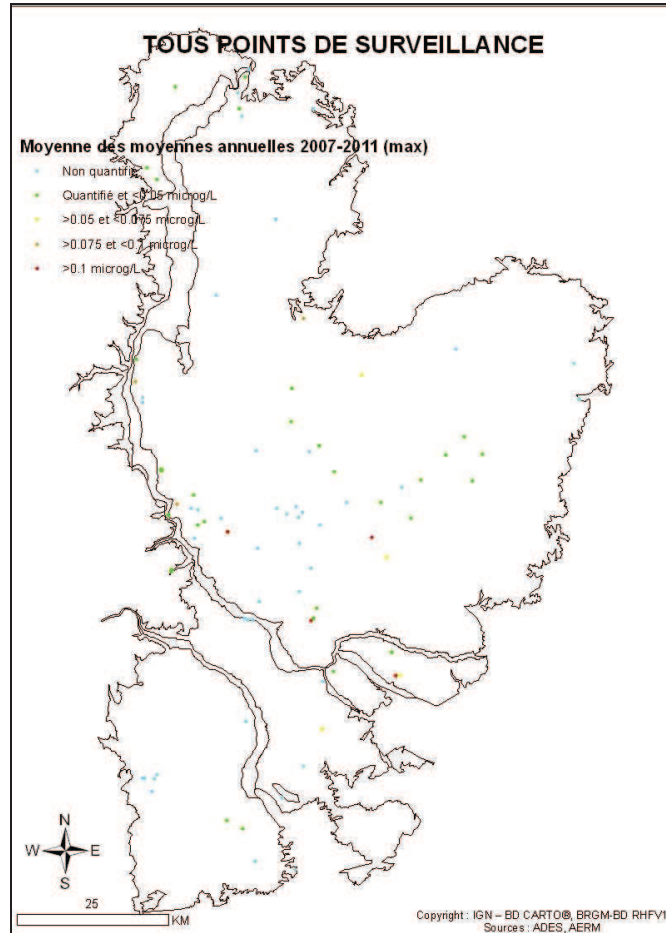 TOUS POINTS DE SURVEILLANCE
Moyenne des moyennes annuelles 2007-2011 (max)
Non quantifié
Quantifié et <0.05 microg/L
>0.05 et <0.075 microg/L
>0.075 et <0.1 microg/L
>0.1 microg/L
N
W E
S
25
KM
Copyright : IGN – BD CARTO®, BRGM-BD RHFV1
Sources : ADES, AERM